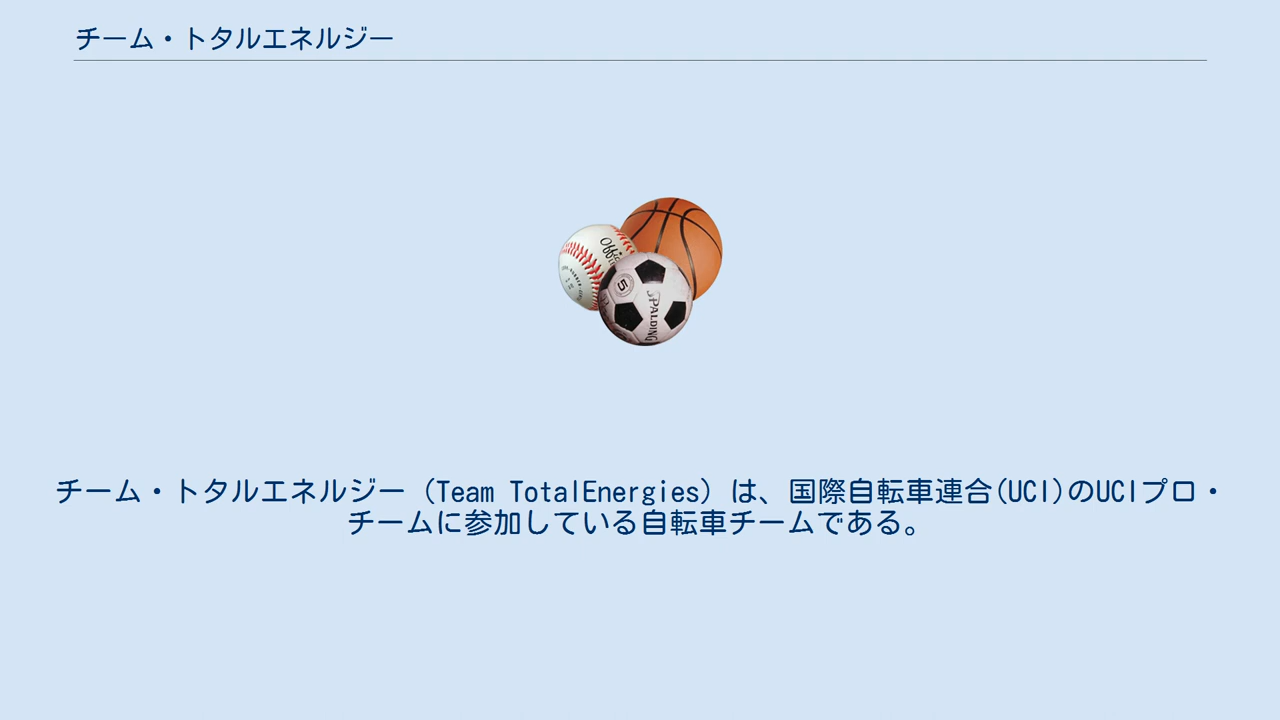 チーム・トタルエネルジー
Offic
5
SPALDING
チーム・トタルエネルジー（Team TotalEnergies）は、国際自転車連合(UCI)のUCIプロ・
チームに参加している自転車チームである。